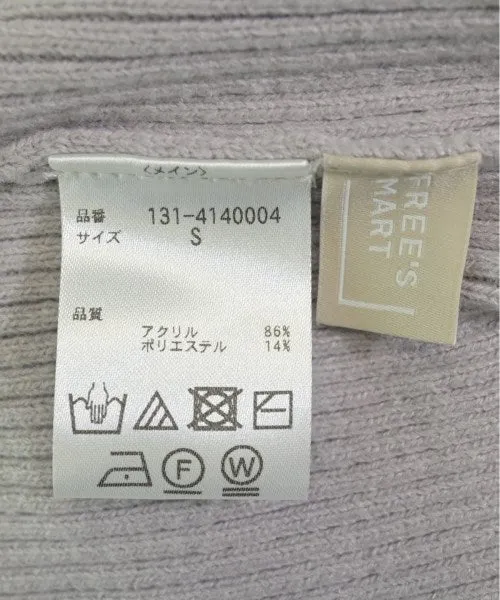 <メイン>
品番 131-4140004
サイズ S
品質
アクリル 86%
ポリエステル 14%
F W
FREE'S
MART